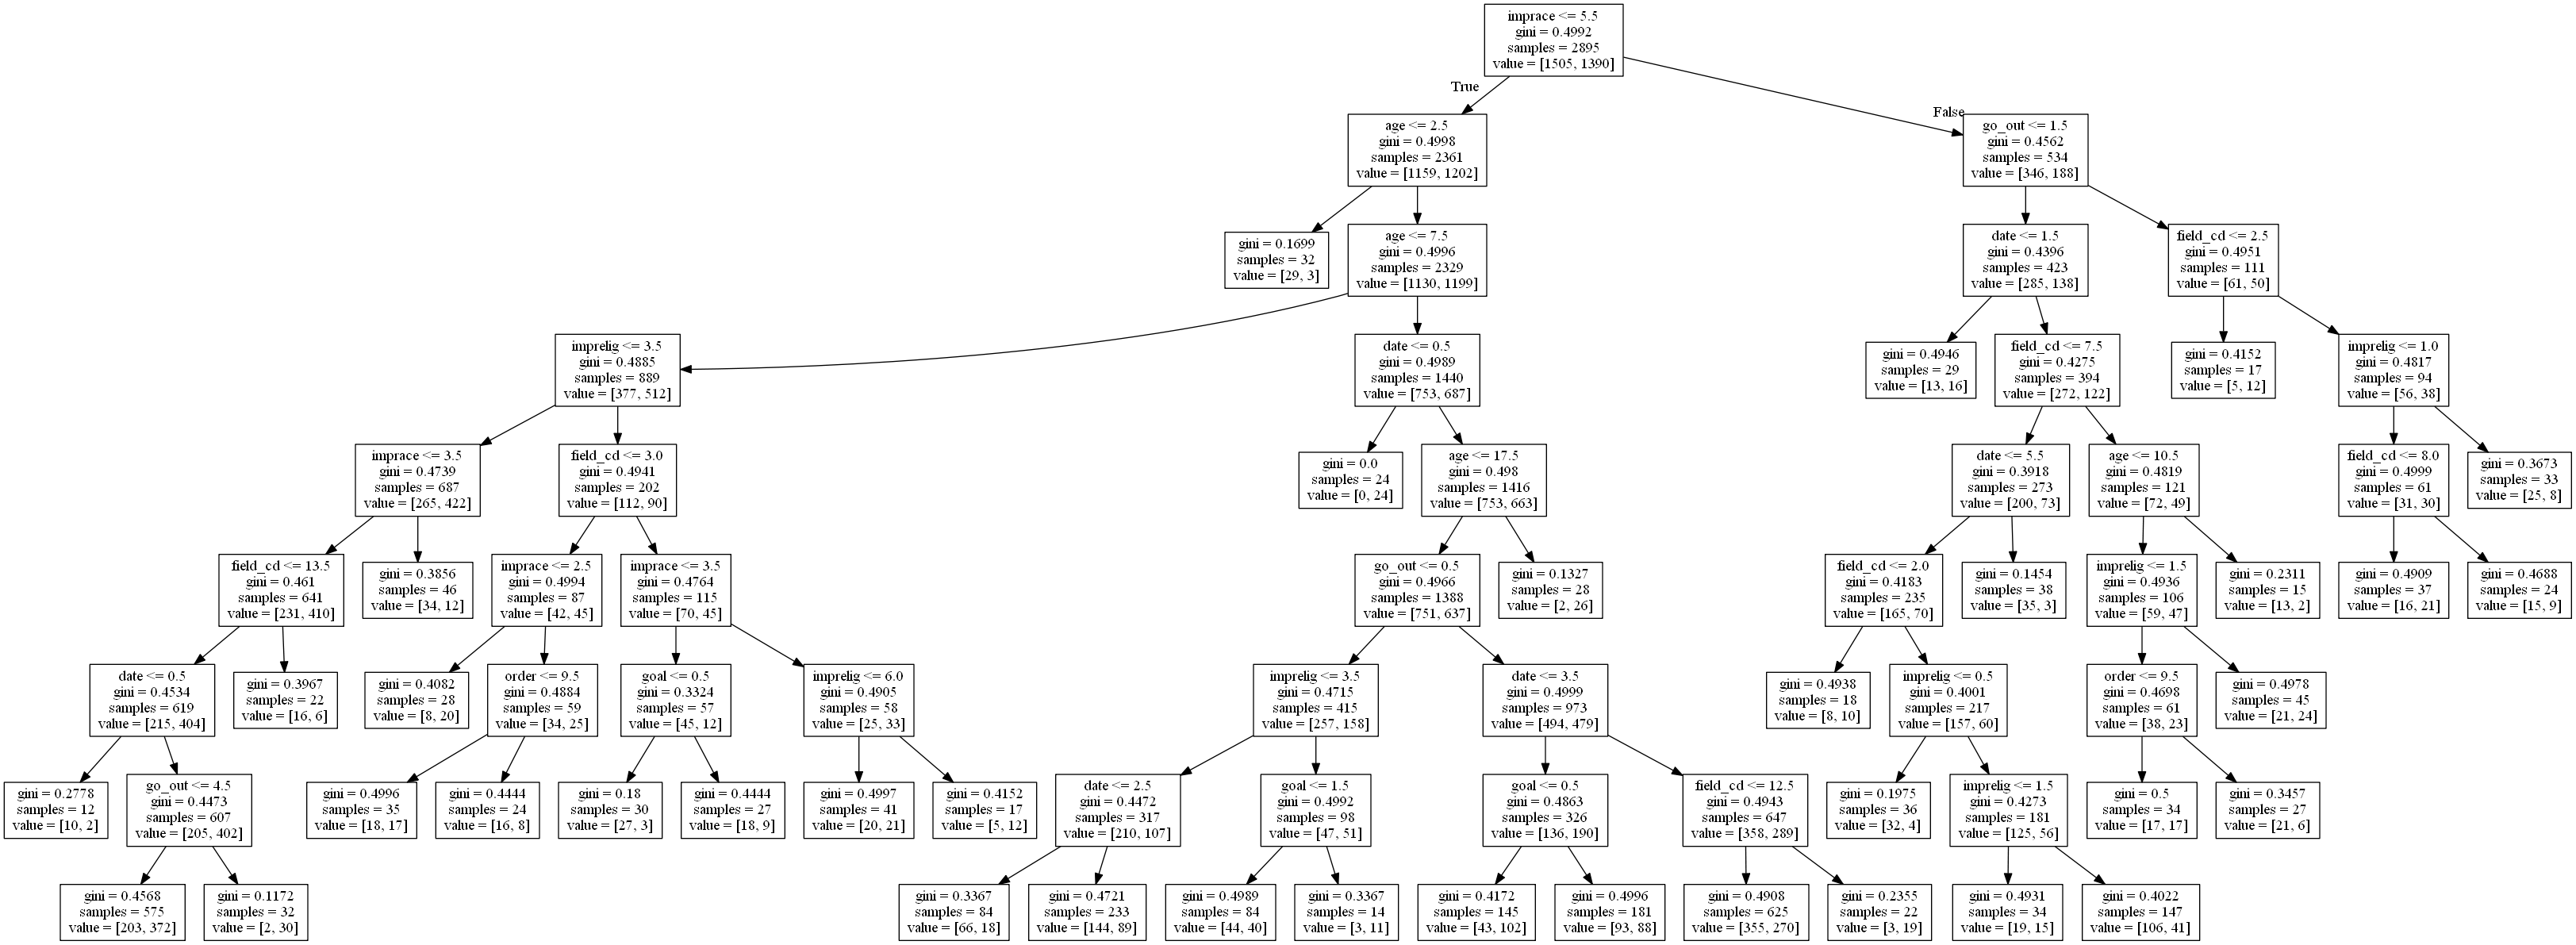 imprace <= 5.5
gini = 0.4992
samples = 2895
value = [1505, 1390]
True
False
age <= 2.5
gini = 0.4998
samples = 2361
value = [1159, 1202]
go_out <= 1.5
gini = 0.4562
samples = 534
value = [346, 188]
gini = 0.1699
samples = 32
value = [29, 3]
age <= 7.5
gini = 0.4996
samples = 2329
value = [1130, 1199]
date <= 1.5
gini = 0.4396
samples = 423
value = [285, 138]
field_cd <= 2.5
gini = 0.4951
samples = 111
value = [61, 50]
imprelig <= 3.5
gini = 0.4885
samples = 889
value = [377, 512]
date <= 0.5
gini = 0.4989
samples = 1440
value = [753, 687]
gini = 0.4946
samples = 29
value = [13, 16]
field_cd <= 7.5
gini = 0.4275
samples = 394
value = [272, 122]
gini = 0.4152
samples = 17
value = [5, 12]
imprelig <= 1.0
gini = 0.4817
samples = 94
value = [56, 38]
imprace <= 3.5
gini = 0.4739
samples = 687
value = [265, 422]
field_cd <= 3.0
gini = 0.4941
samples = 202
value = [112, 90]
gini = 0.0
samples = 24
value = [0, 24]
age <= 17.5
gini = 0.498
samples = 1416
value = [753, 663]
date <= 5.5
gini = 0.3918
samples = 273
value = [200, 73]
age <= 10.5
gini = 0.4819
samples = 121
value = [72, 49]
field_cd <= 8.0
gini = 0.4999
samples = 61
value = [31, 30]
gini = 0.3673
samples = 33
value = [25, 8]
field_cd <= 13.5
gini = 0.461
samples = 641
value = [231, 410]
gini = 0.3856
samples = 46
value = [34, 12]
imprace <= 2.5
gini = 0.4994
samples = 87
value = [42, 45]
imprace <= 3.5
gini = 0.4764
samples = 115
value = [70, 45]
go_out <= 0.5
gini = 0.4966
samples = 1388
value = [751, 637]
gini = 0.1327
samples = 28
value = [2, 26]
field_cd <= 2.0
gini = 0.4183
samples = 235
value = [165, 70]
gini = 0.1454
samples = 38
value = [35, 3]
imprelig <= 1.5
gini = 0.4936
samples = 106
value = [59, 47]
gini = 0.2311
samples = 15
value = [13, 2]
gini = 0.4909
samples = 37
value = [16, 21]
gini = 0.4688
samples = 24
value = [15, 9]
date <= 0.5
gini = 0.4534
samples = 619
value = [215, 404]
gini = 0.3967
samples = 22
value = [16, 6]
gini = 0.4082
samples = 28
value = [8, 20]
order <= 9.5
gini = 0.4884
samples = 59
value = [34, 25]
goal <= 0.5
gini = 0.3324
samples = 57
value = [45, 12]
imprelig <= 6.0
gini = 0.4905
samples = 58
value = [25, 33]
imprelig <= 3.5
gini = 0.4715
samples = 415
value = [257, 158]
date <= 3.5
gini = 0.4999
samples = 973
value = [494, 479]
gini = 0.4938
samples = 18
value = [8, 10]
imprelig <= 0.5
gini = 0.4001
samples = 217
value = [157, 60]
order <= 9.5
gini = 0.4698
samples = 61
value = [38, 23]
gini = 0.4978
samples = 45
value = [21, 24]
gini = 0.2778
samples = 12
value = [10, 2]
go_out <= 4.5
gini = 0.4473
samples = 607
value = [205, 402]
gini = 0.4996
samples = 35
value = [18, 17]
gini = 0.4444
samples = 24
value = [16, 8]
gini = 0.18
samples = 30
value = [27, 3]
gini = 0.4444
samples = 27
value = [18, 9]
gini = 0.4997
samples = 41
value = [20, 21]
gini = 0.4152
samples = 17
value = [5, 12]
date <= 2.5
gini = 0.4472
samples = 317
value = [210, 107]
goal <= 1.5
gini = 0.4992
samples = 98
value = [47, 51]
goal <= 0.5
gini = 0.4863
samples = 326
value = [136, 190]
field_cd <= 12.5
gini = 0.4943
samples = 647
value = [358, 289]
gini = 0.1975
samples = 36
value = [32, 4]
imprelig <= 1.5
gini = 0.4273
samples = 181
value = [125, 56]
gini = 0.5
samples = 34
value = [17, 17]
gini = 0.3457
samples = 27
value = [21, 6]
gini = 0.4568
samples = 575
value = [203, 372]
gini = 0.1172
samples = 32
value = [2, 30]
gini = 0.3367
samples = 84
value = [66, 18]
gini = 0.4721
samples = 233
value = [144, 89]
gini = 0.4989
samples = 84
value = [44, 40]
gini = 0.3367
samples = 14
value = [3, 11]
gini = 0.4172
samples = 145
value = [43, 102]
gini = 0.4996
samples = 181
value = [93, 88]
gini = 0.4908
samples = 625
value = [355, 270]
gini = 0.2355
samples = 22
value = [3, 19]
gini = 0.4931
samples = 34
value = [19, 15]
gini = 0.4022
samples = 147
value = [106, 41]